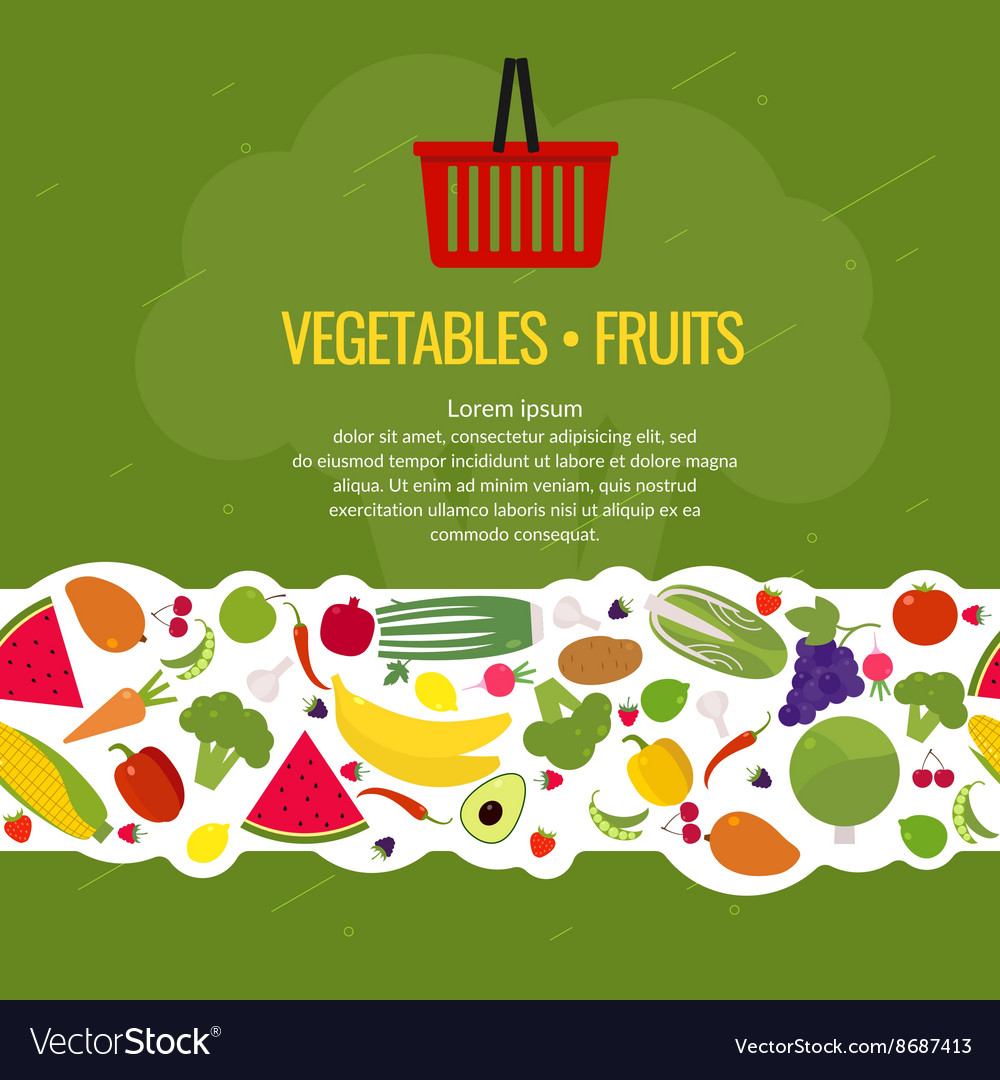 VEGETABLES • FRUITS
Lorem ipsum
dolor sit amet, consectetur adipisicing elit, sed
do eiusmod tempor incididunt ut labore et dolore magna
aliqua. Ut enim ad minim veniam, quis nostrud
exercitation ullamco laboris nisi ut aliquip ex ea
commodo consequat.
VectorStock®
VectorStock.com/8687413